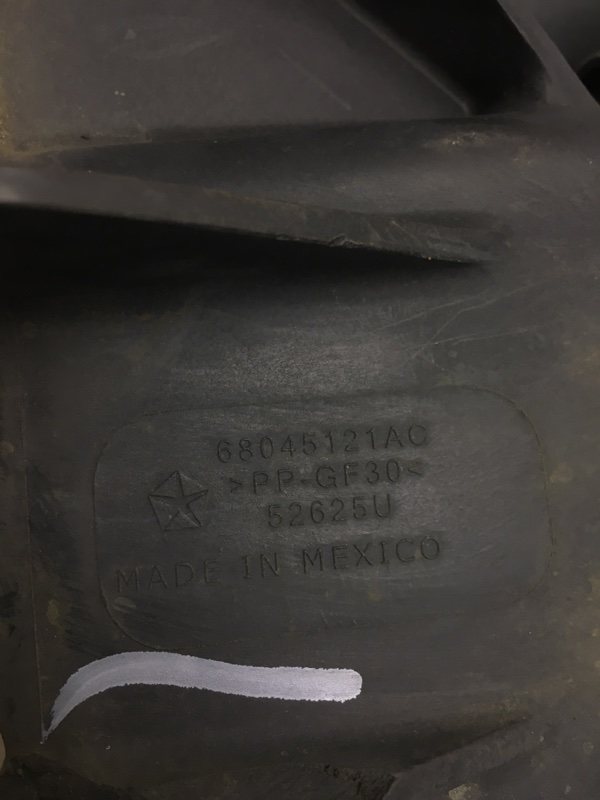 68045121AC
>PP-GF30<
52625U
MADE IN MEXICO